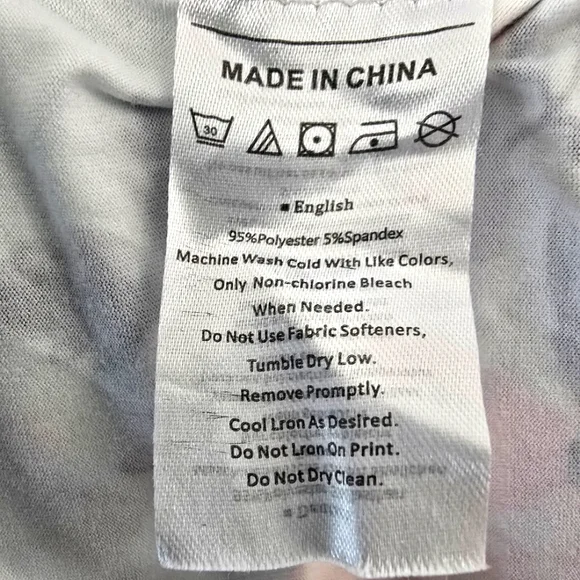 MADE IN CHINA
30
▪ English
95%Polyester 5%Spandex
Machine Wash Cold With Like Colors,
Only Non-chlorine Bleach
When Needed.
Do Not Use Fabric Softeners,
Tumble Dry Low.
Remove Promptly.
Cool Lron As Desired.
Do Not Lron On Print.
Do Not Dry Clean.